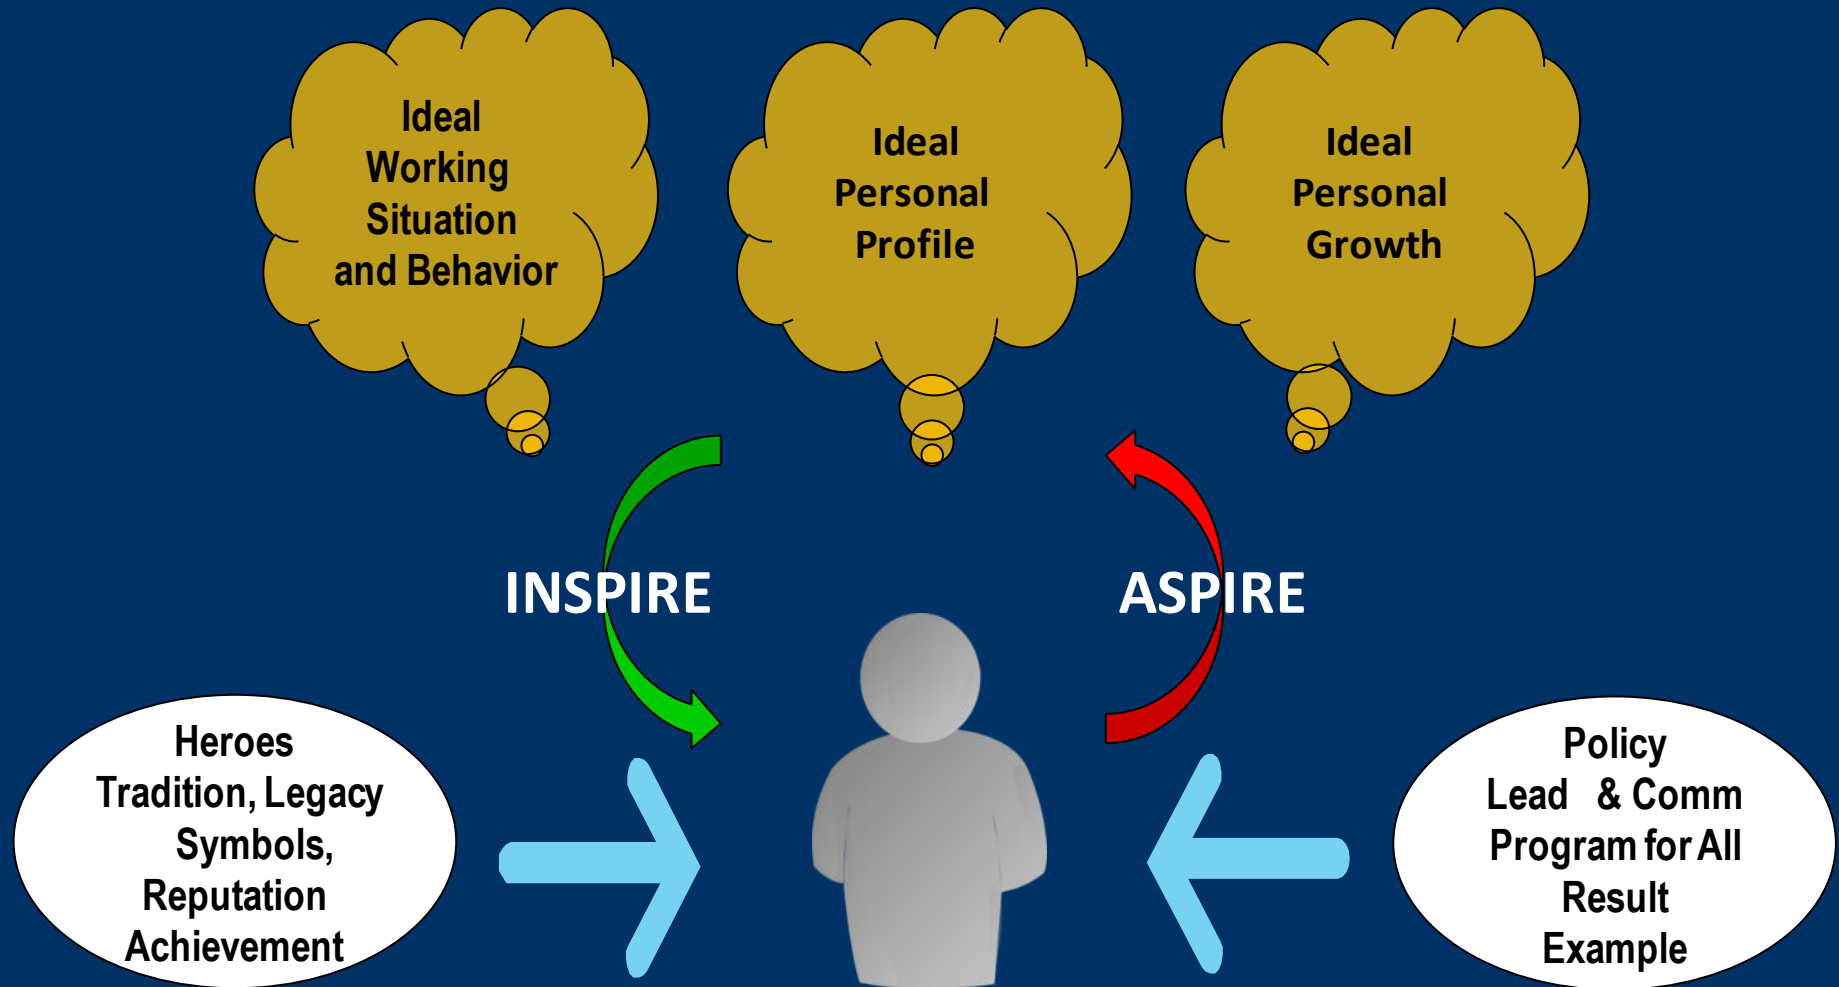 Ideal
Working
Situation
and Behavior
Ideal
Personal
Profile
Ideal
Personal
Growth
INSPIRE
ASPIRE
Heroes
Tradition, Legacy
Symbols,
Reputation
Achievement
Policy
Lead & Comm
Program for All
Result
Example